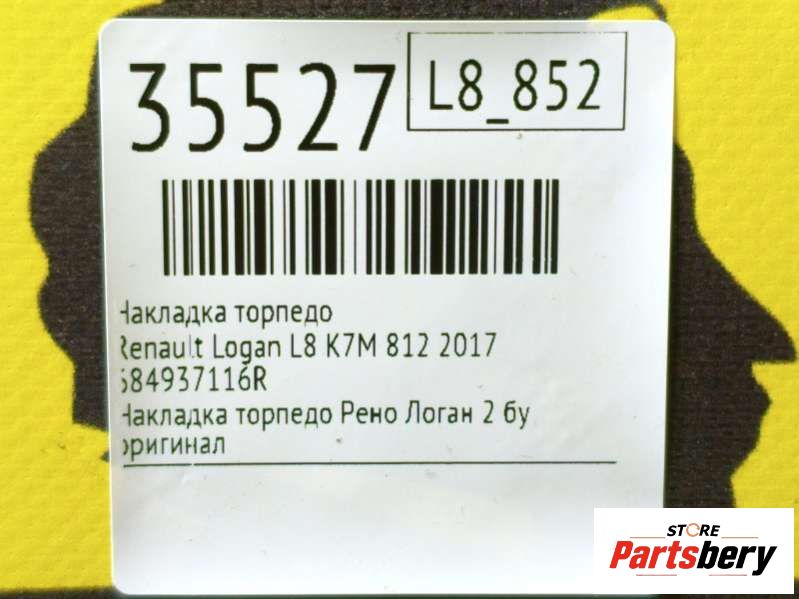 35527
L8_852
Накладка торпедо
Renault Logan L8 K7M 812 2017
684937116R
Накладка торпедо Рено Логан 2 бу
оригинал
STORE
Partsbery